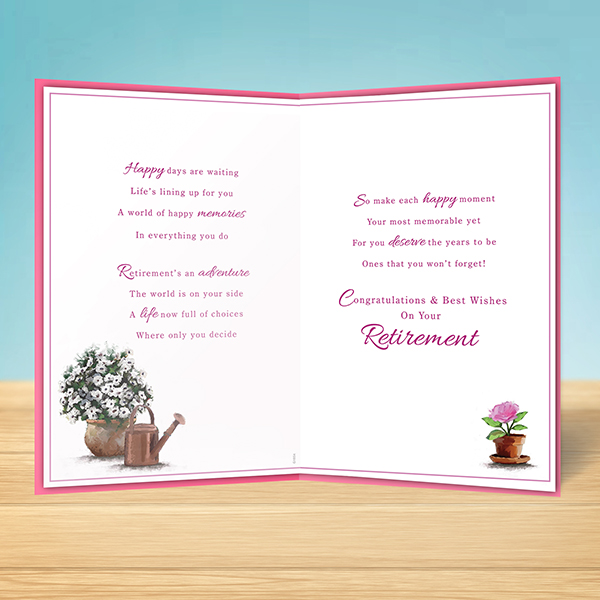 Happy days are waiting
Life's lining up for you
A world of happy memories
In everything you do
Retirement's an adventure
The world is on your side
A life now full of choices
Where only you decide
So make each happy moment
Your most memorable yet
For you deserve the years to be
Ones that you won't forget!
Congratulations & Best Wishes
On Your
Retirement